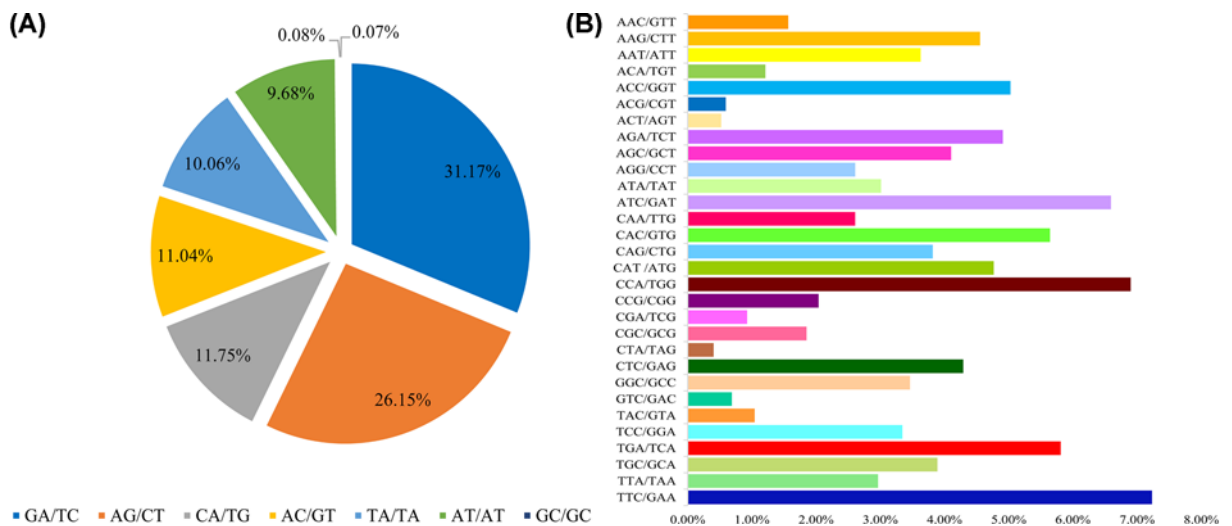 (A)
0.08%
0.07%
9.68%
31.17%
10.06%
11.04%
11.75%
26.15%
GA/TC AG/CT CA/TG AC/GT TA/TA AT/AT GC/GC
(B)
AAC/GTT
AAG/CTT
AAT/ATT
ACA/TGT
ACC/GGT
ACG/CGT
ACT/AGT
AGA/TCT
AGC/GCT
AGG/CCT
ATA/TAT
ATC/GAT
CAA/TTG
CAC/GTG
CAG/CTG
CAT /ATG
CCA/TGG
CCG/CGG
CGA/TCG
CGC/GCG
CTA/TAG
CTC/GAG
GGC/GCC
GTC/GAC
TAC/GTA
TCC/GGA
TGA/TCA
TGC/GCA
TTA/TAA
TTC/GAA
0.00% 1.00% 2.00% 3.00% 4.00% 5.00% 6.00% 7.00% 8.00%